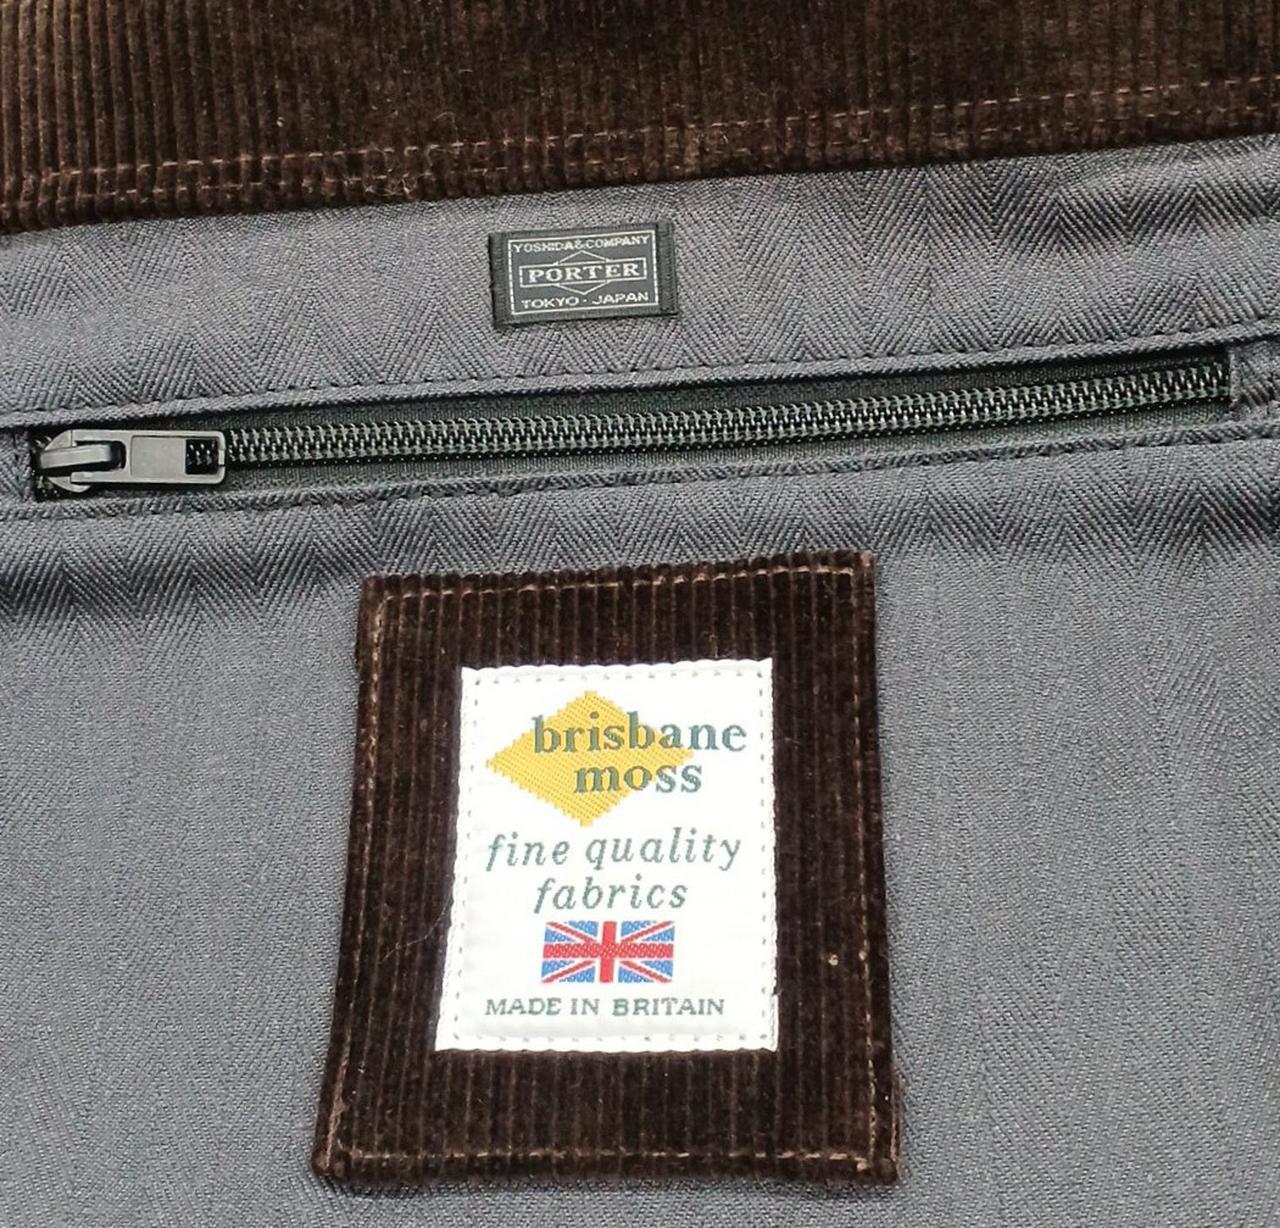 YOSHIDA&COMPANY
PORTER
TOKYO · JAPAN
brisbane
moss
fine quality
fabrics
MADE IN BRITAIN